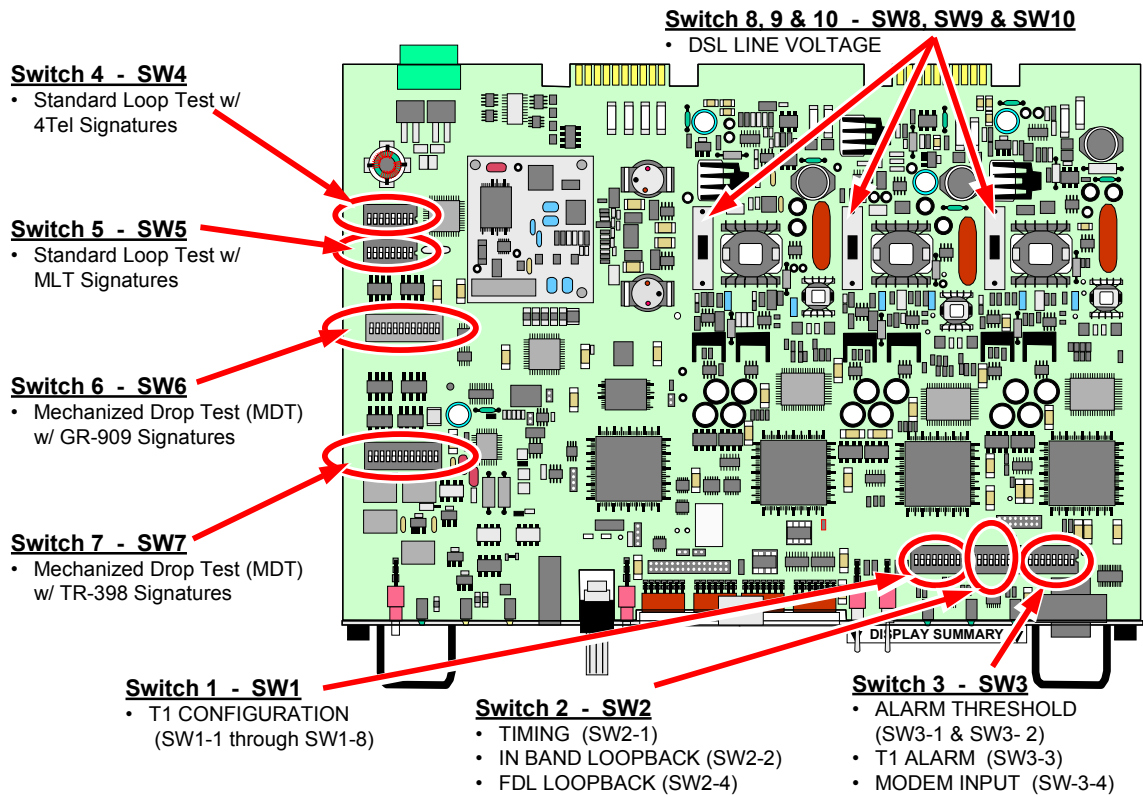 Switch 8, 9 & 10 - SW8, SW9 & SW10
• DSL LINE VOLTAGE
Switch 4 - SW4
• Standard Loop Test w/
4Tel Signatures
Switch 5 - SW5
• Standard Loop Test w/
MLT Signatures
Switch 6 - SW6
• Mechanized Drop Test (MDT)
w/ GR-909 Signatures
Switch 7 - SW7
• Mechanized Drop Test (MDT)
w/ TR-398 Signatures
DISPLAY SUMMARY
Switch 1 - SW1
• T1 CONFIGURATION
(SW1-1 through SW1-8)
Switch 2 - SW2
• TIMING (SW2-1)
• IN BAND LOOPBACK (SW2-2)
• FDL LOOPBACK (SW2-4)
Switch 3 - SW3
• ALARM THRESHOLD
(SW3-1 & SW3- 2)
• T1 ALARM (SW3-3)
• MODEM INPUT (SW-3-4)